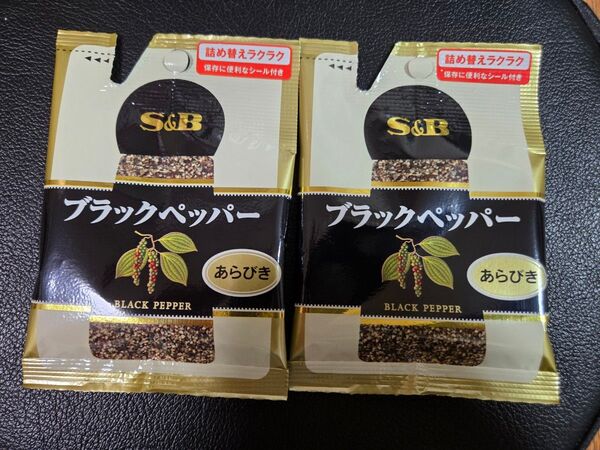 詰め替えラクラク
保存に便利なシール付き
S&B
ブラックペッパー
あらびき
BLACK PEPPER
詰め替えラクラク
保存に便利なシール付き
S&B
ブラックペッパー
あらびき
BLACK PEPPER